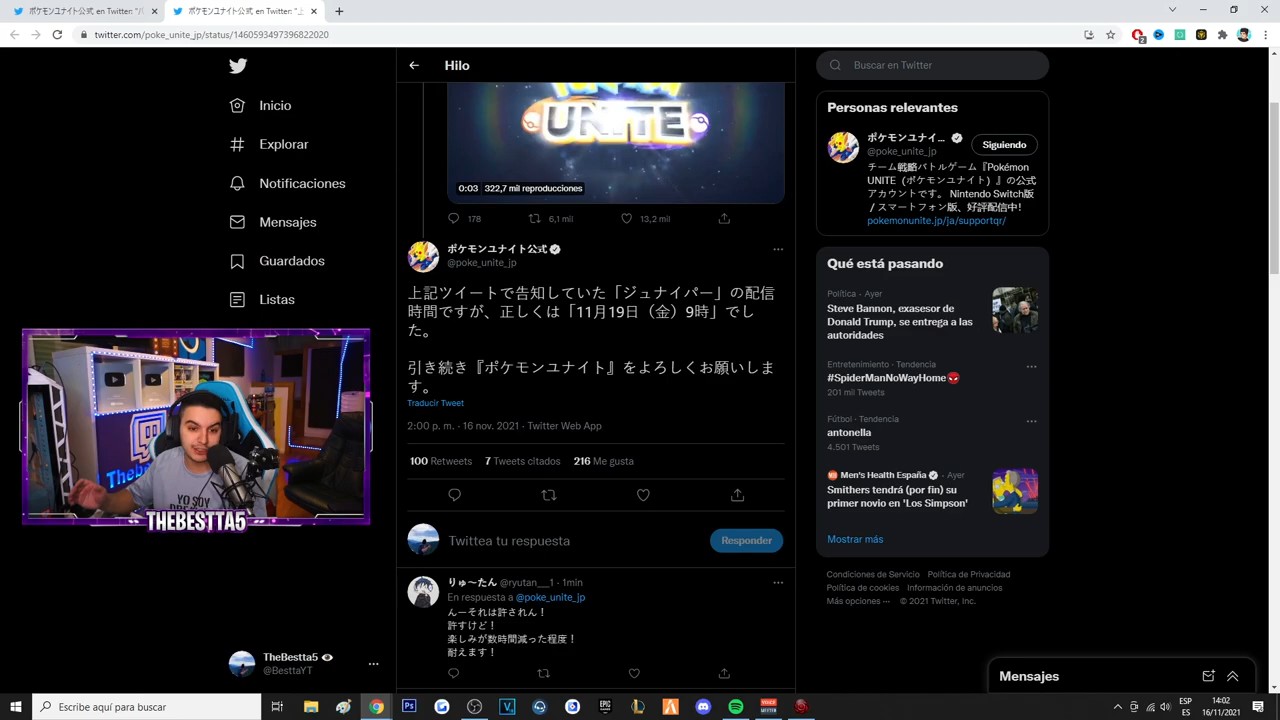 ポケモンユナイト公式 en Twitter: "バ
ポケモンユナイト公式 en Twitter: "上
twitter.com/poke_unite_jp/status/1460593497396822020
2
Inicio
Explorar
Notificaciones
Mensajes
Guardados
Listas
THEBESTTA5
TheBestta5
@BesttaYT
Hilo
UNITE
0:03 322,7 mil reproducciones
178 6,1 mil 13,2 mil
ポケモンユナイト公式
@poke_unite_jp
上記ツイートで告知していた「ジュナイパー」の配信
時間ですが、正しくは「11月19日（金）9時」でし
た。
引き続き『ポケモンユナイト』をよろしくお願いしま
す。
Traducir Tweet
2:00 p. m. · 16 nov. 2021 · Twitter Web App
100 Retweets 7 Tweets citados 216 Me gusta
Twittea tu respuesta
Responder
りゅ～たん @ryutan__1 · 1min
En respuesta a @poke_unite_jp
んーそれは許されん！
許すけど！
楽しみが数時間減った程度！
耐えます！
Buscar en Twitter
Personas relevantes
ポケモンユナイ...
@poke_unite_jp
Siguiendo
チーム戦略バトルゲーム『Pokémon
UNITE（ポケモンユナイト）』の公式
アカウントです。 Nintendo Switch版
／スマートフォン版、好評配信中！
pokemonunite.jp/ja/supportqr/
Qué está pasando
Política · Ayer
Steve Bannon, exasesor de
Donald Trump, se entrega a las
autoridades
Entretenimiento · Tendencia
#SpiderManNoWayHome
201 mil Tweets
Fútbol · Tendencia
antonella
4.501 Tweets
Men's Health España · Ayer
Smithers tendrá (por fin) su
primer novio en 'Los Simpson'
Mostrar más
Condiciones de Servicio Política de Privacidad
Política de cookies Información de anuncios
Más opciones ··· © 2021 Twitter, Inc.
Mensajes
Escribe aquí para buscar
ESP
ES
14:02
16/11/2021